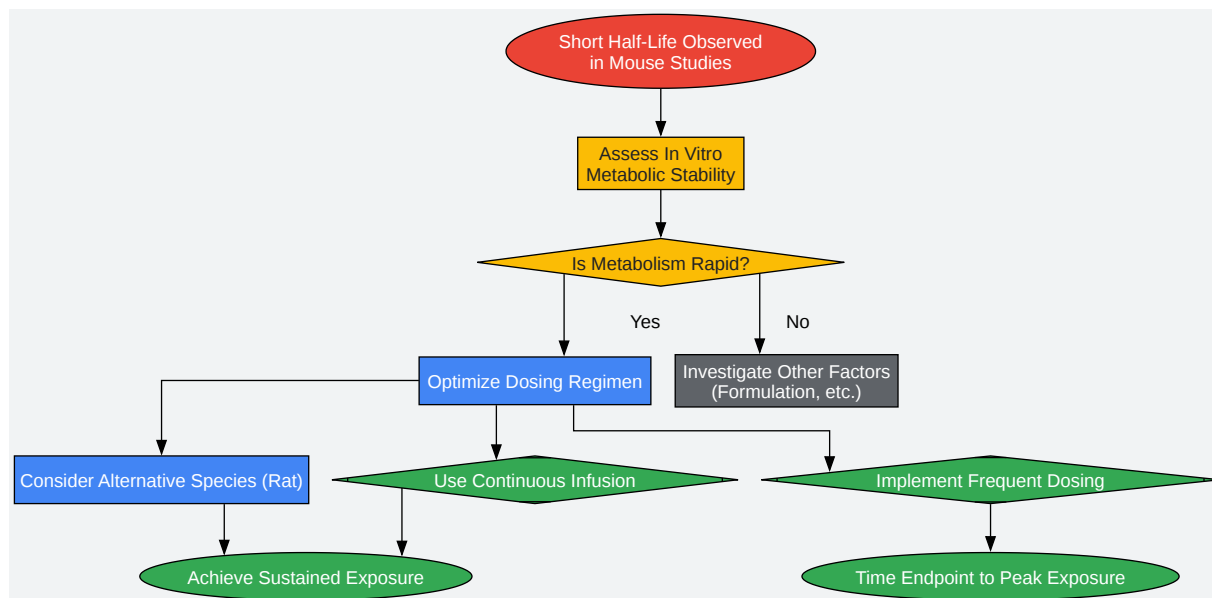 Short Half-Life Observed
in Mouse Studies
Assess In Vitro
Metabolic Stability
Is Metabolism Rapid?
Yes
No
Optimize Dosing Regimen
Investigate Other Factors
(Formulation, etc.)
Consider Alternative Species (Rat)
Use Continuous Infusion
Implement Frequent Dosing
Achieve Sustained Exposure
Time Endpoint to Peak Exposure